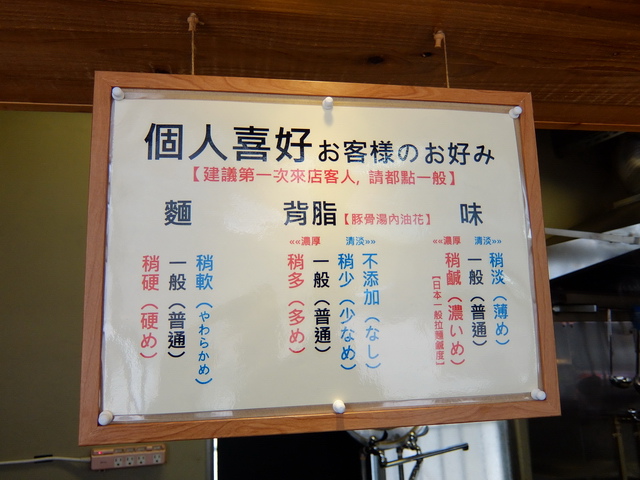 個人喜好お客様のお好み
【建議第一次來店客人, 請都點一般】
麵
稍軟（やわらかめ）
一般（普通）
稍硬（硬め）
背脂【豚骨湯內油花】
««濃厚 清淡»»
不添加（なし）
稍少（少なめ）
一般（普通）
稍多（多め）
味
««濃厚 清淡»»
稍淡（薄め）
一般（普通）
稍鹹（濃いめ）
【日本一般拉麵鹹度】